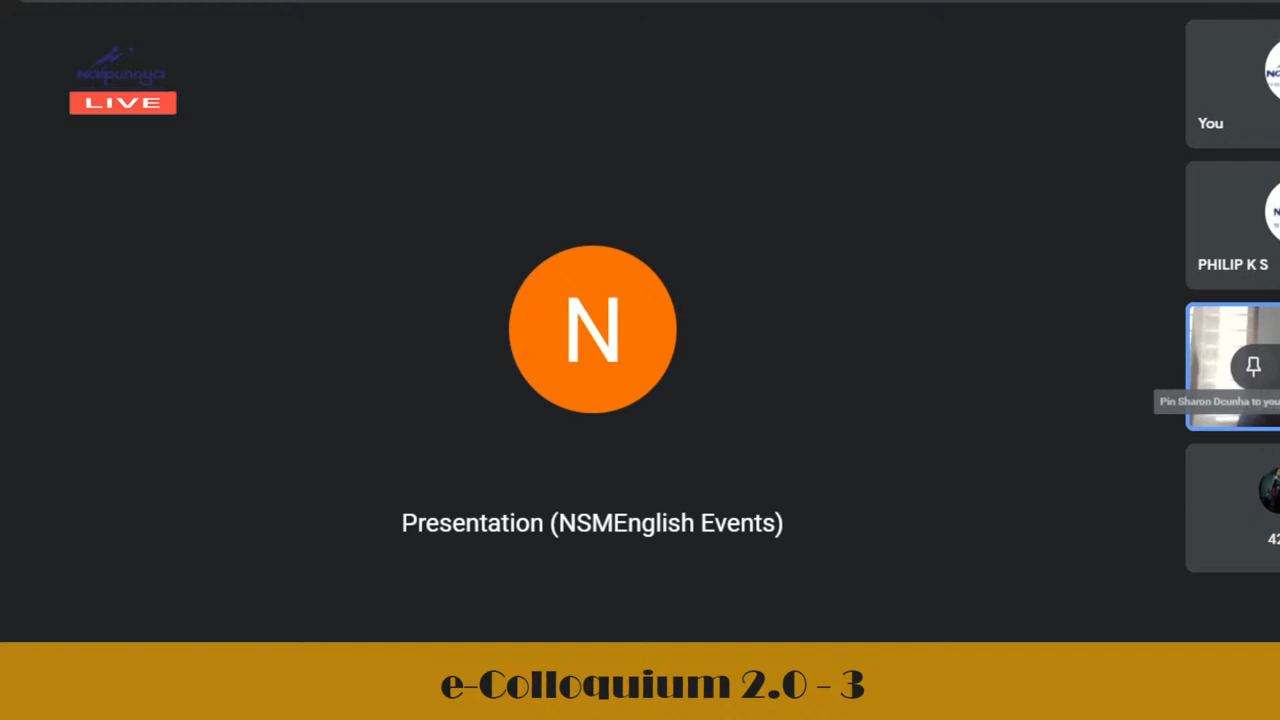 Naipunnya
LIVE
You
PHILIP K S
N
Pin Sharon Dcunha to you
42
Presentation (NSMEnglish Events)
e-Colloquium 2.0 - 3